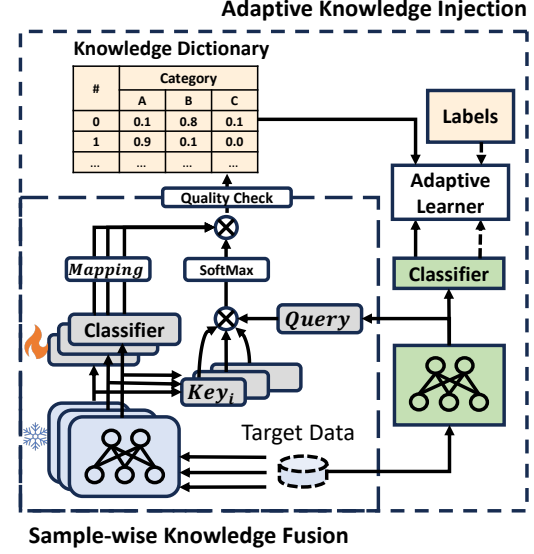 Adaptive Knowledge Injection
Knowledge Dictionary
# Category
A B C
0 0.1 0.8 0.1
1 0.9 0.1 0.0
... ... ... ...
Labels
Quality Check
Adaptive
Learner
Mapping
SoftMax
Classifier
Classifier
Query
Key_i
Target Data
Sample-wise Knowledge Fusion